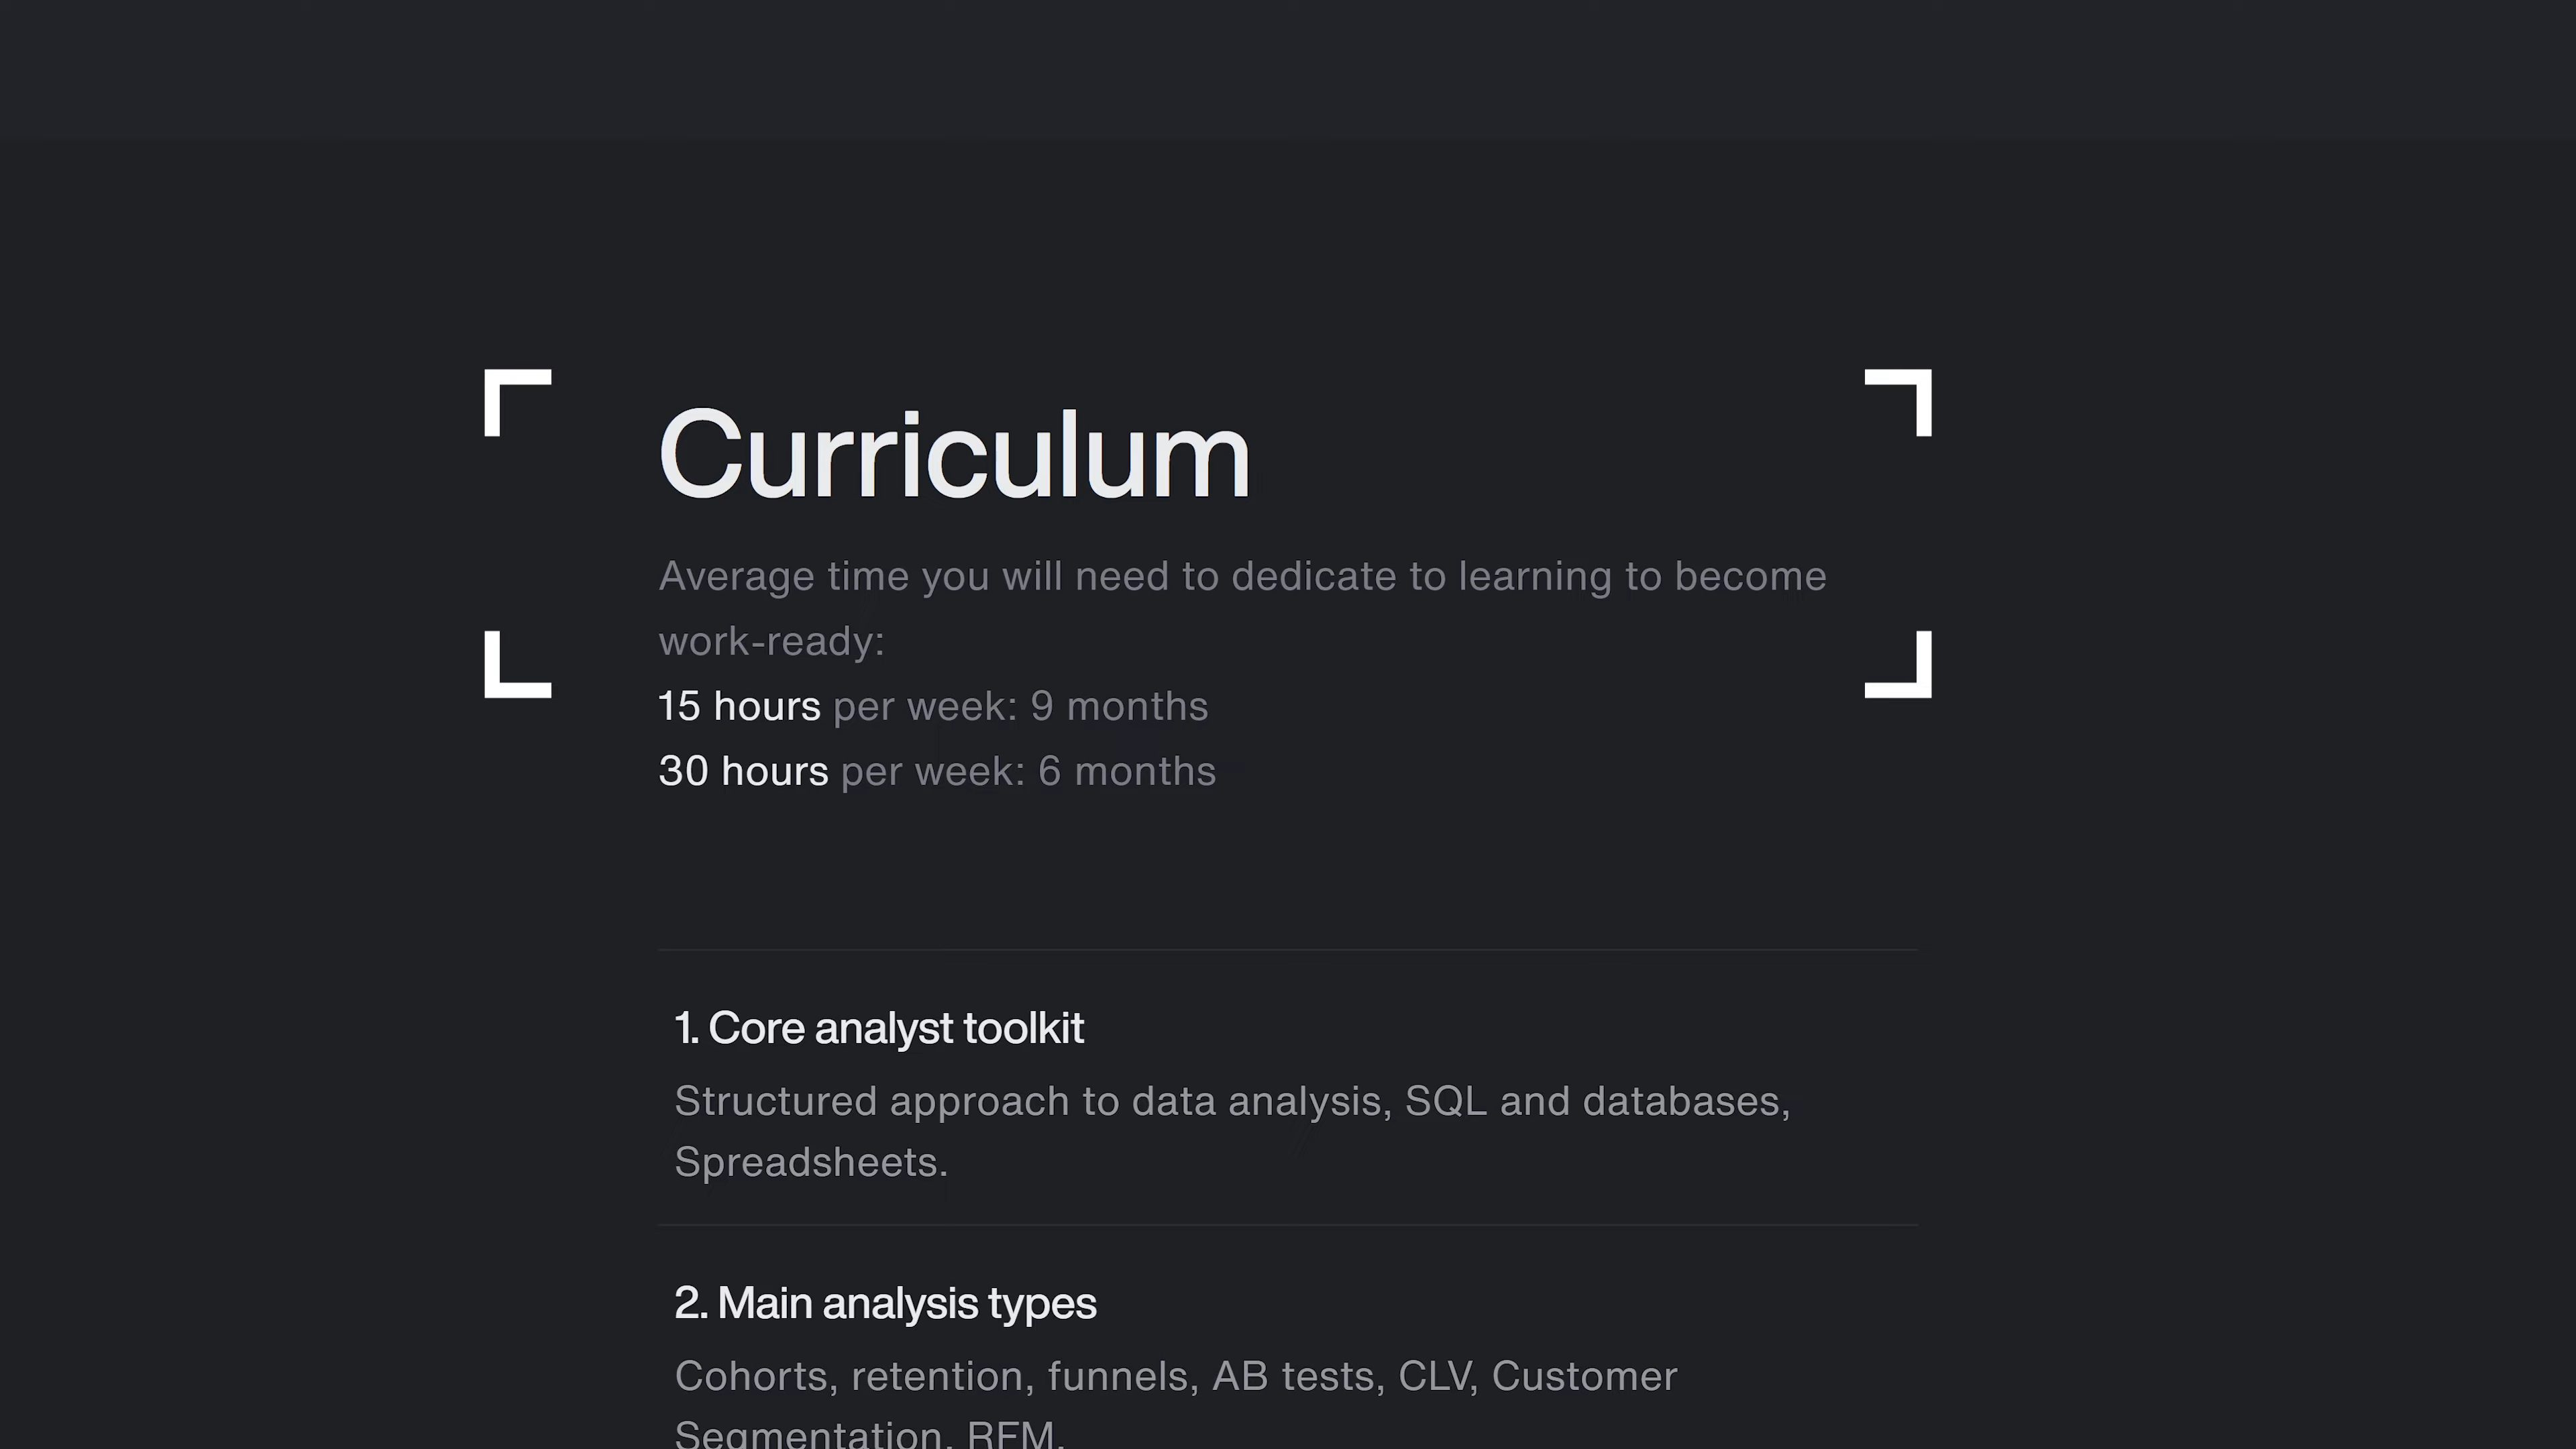 Curriculum
Average time you will need to dedicate to learning to become
work-ready:
15 hours per week: 9 months
30 hours per week: 6 months
1. Core analyst toolkit
Structured approach to data analysis, SQL and databases,
Spreadsheets.
2. Main analysis types
Cohorts, retention, funnels, AB tests, CLV, Customer
Segmentation, RFM.